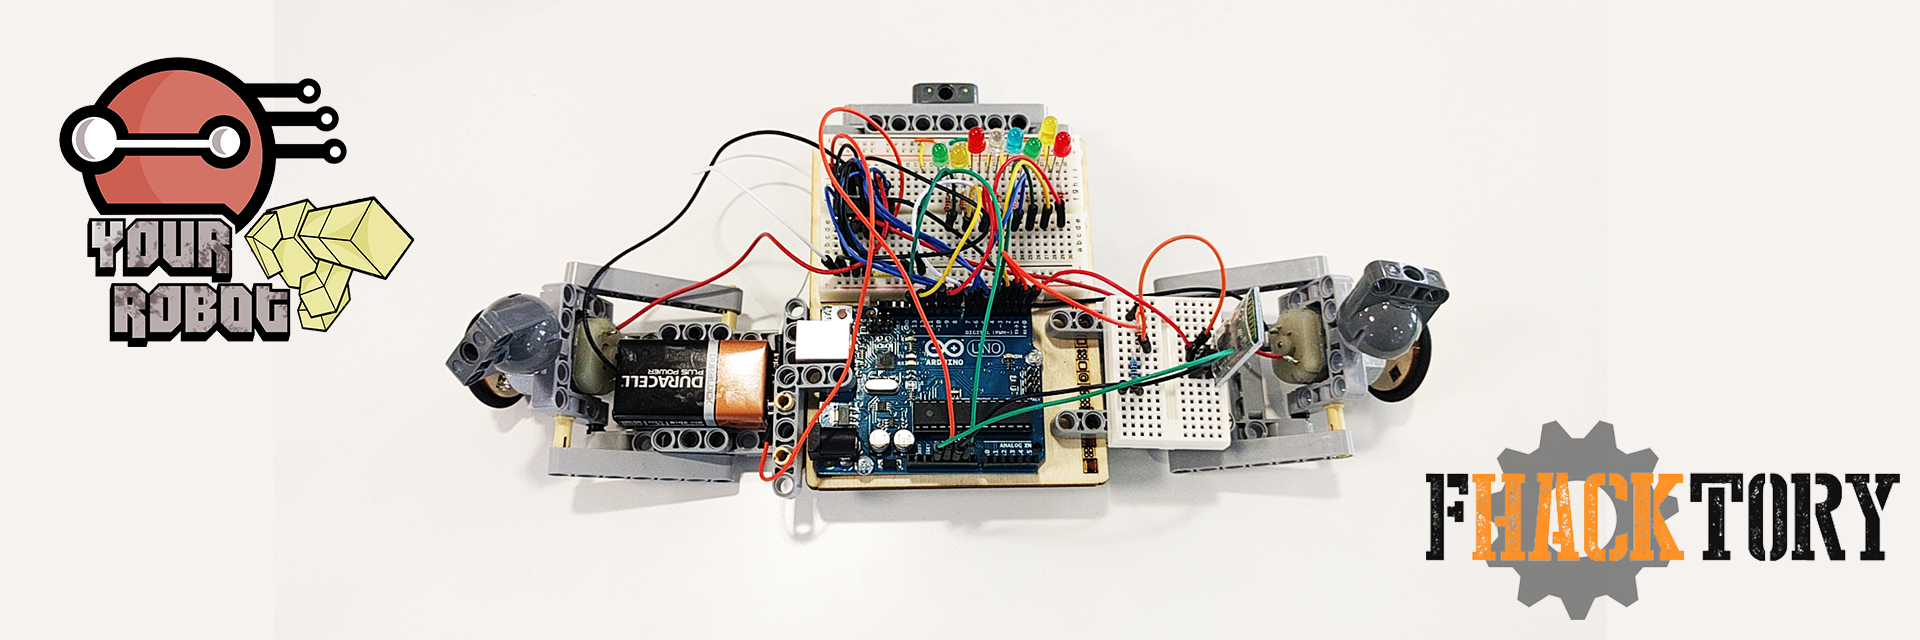 YOUR
ROBOT
DURACELL
PLUS POWER
DIGITAL (PWM~)
UNO
ARDUINO
ANALOG IN
FHACKTORY